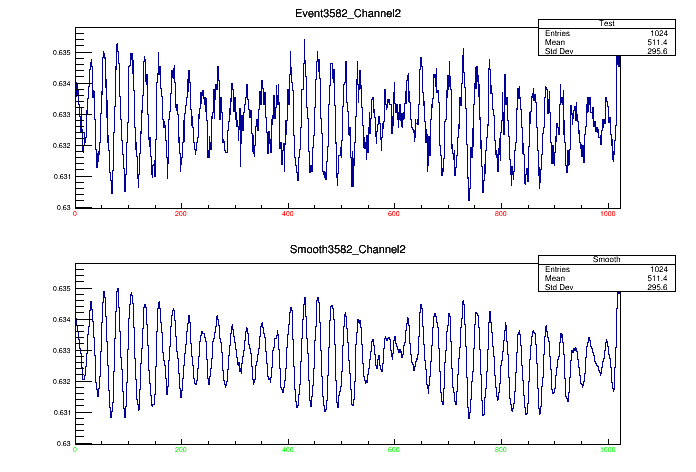 Event3582_Channel2
Test
Entries 1024
Mean 511.4
Std Dev 295.6
0.635
0.634
0.633
0.632
0.631
0.63
0 200 400 600 800 1000
Smooth3582_Channel2
Smooth
Entries 1024
Mean 511.4
Std Dev 295.6
0.635
0.634
0.633
0.632
0.631
0.63
0 200 400 600 800 1000